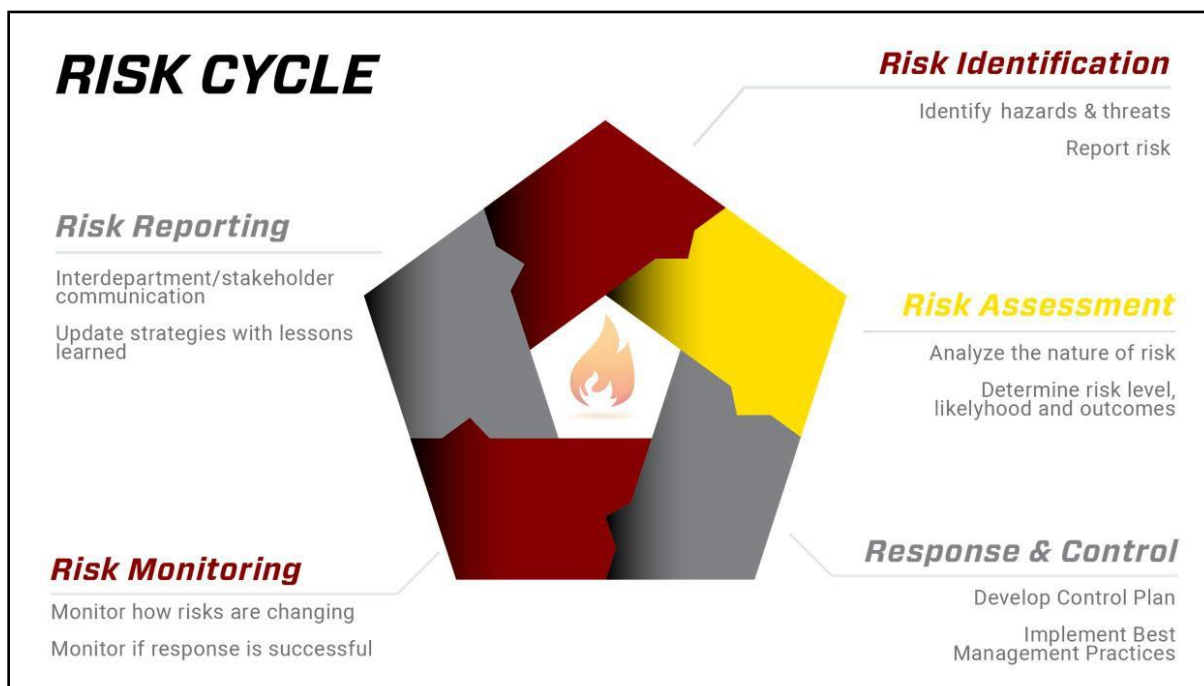 RISK CYCLE
Risk Identification
Identify hazards & threats
Report risk
Risk Reporting
Interdepartment/stakeholder
communication
Update strategies with lessons
learned
Risk Assessment
Analyze the nature of risk
Determine risk level,
likelyhood and outcomes
Risk Monitoring
Monitor how risks are changing
Monitor if response is successful
Response & Control
Develop Control Plan
Implement Best
Management Practices